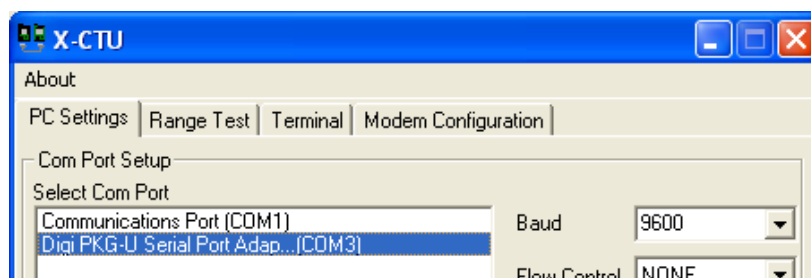 X-CTU
About
PC Settings Range Test Terminal Modem Configuration
Com Port Setup
Select Com Port
Communications Port (COM1)
Digi PKG-U Serial Port Adap...(COM3)
Baud 9600
Flow Control NONE